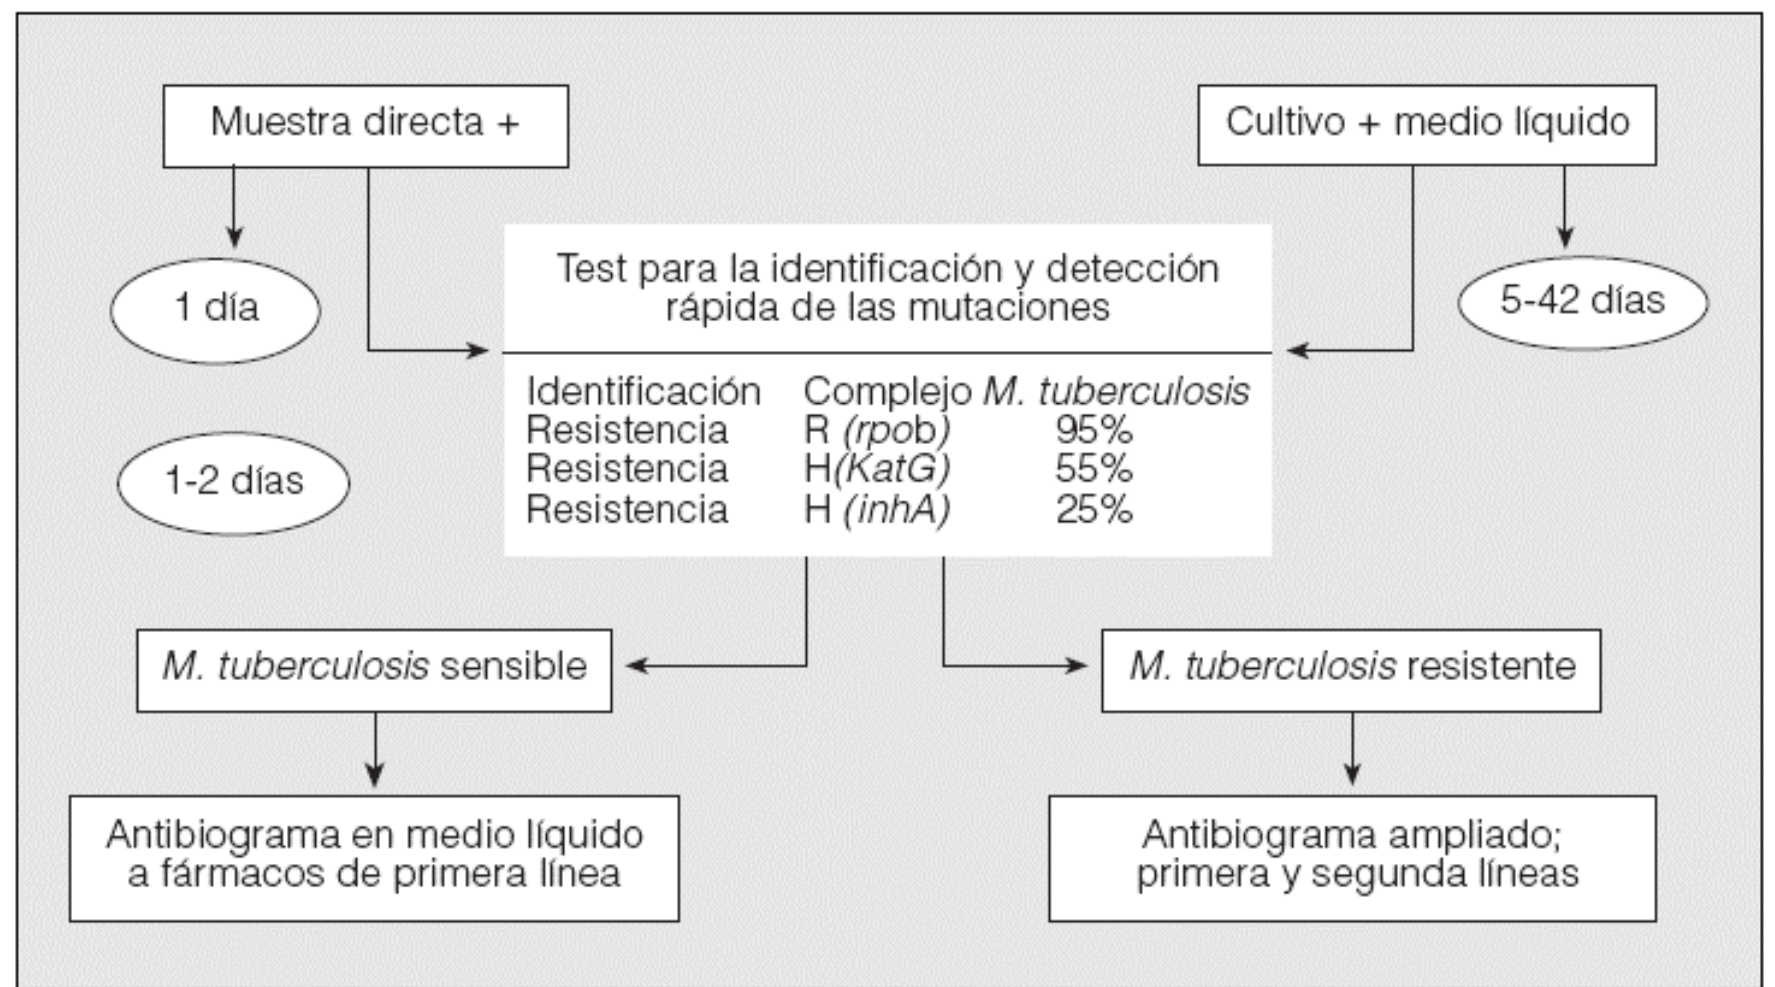 Muestra directa +
Cultivo + medio líquido
1 día
5-42 días
Test para la identificación y detección
rápida de las mutaciones
Identificación Complejo M. tuberculosis
Resistencia R (rpob) 95%
Resistencia H(KatG) 55%
Resistencia H (inhA) 25%
1-2 días
M. tuberculosis sensible
M. tuberculosis resistente
Antibiograma en medio líquido
a fármacos de primera línea
Antibiograma ampliado;
primera y segunda líneas